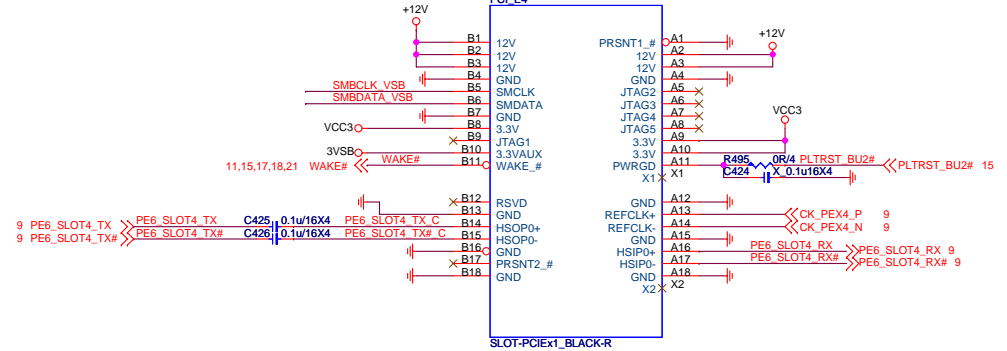 PCI_E4
+12V
B1 12V PRSNT1_# A1
B2 12V 12V A2 +12V
B3 12V 12V A3
B4 GND GND A4
SMBCLK_VSB B5 SMCLK JTAG2 A5
SMBDATA_VSB B6 SMDATA JTAG3 A6
B7 GND JTAG4 A7
VCC3 B8 3.3V JTAG5 A8 VCC3
B9 JTAG1 3.3V A9
3VSB B10 3.3VAUX 3.3V A10
11,15,17,18,21 WAKE# WAKE# B11 WAKE_# PWRGD A11 R495 0R/4 PLTRST_BU2# PLTRST_BU2# 15
X1 X1 C424 X_0.1u16X4
B12 RSVD GND A12
B13 GND REFCLK+ A13 CK_PEX4_P 9
9 PE6_SLOT4_TX PE6_SLOT4_TX C425 0.1u/16X4 PE6_SLOT4_TX_C B14 HSOP0+ REFCLK- A14 CK_PEX4_N 9
9 PE6_SLOT4_TX# PE6_SLOT4_TX# C426 0.1u/16X4 PE6_SLOT4_TX#_C B15 HSOP0- GND A15
B16 GND HSIP0+ A16 PE6_SLOT4_RX PE6_SLOT4_RX 9
B17 PRSNT2_# HSIP0- A17 PE6_SLOT4_RX# PE6_SLOT4_RX# 9
B18 GND GND A18
X2 X2
SLOT-PCIEx1_BLACK-R